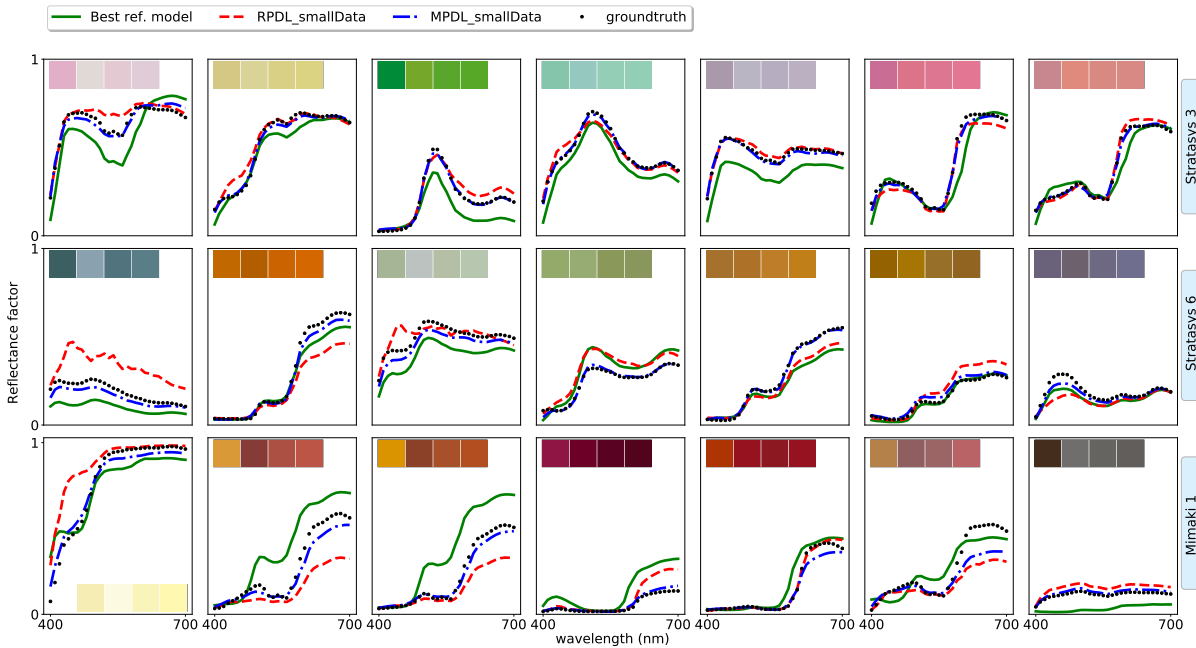 Best ref. model RPDL_smallData MPDL_smallData groundtruth
1
0
Stratasys 3
1
0
Stratasys 6
Reflectance factor
1
0
Mimaki 1
400 700 400 700 400 700 400 700 400 700 400 700 400 700
wavelength (nm)